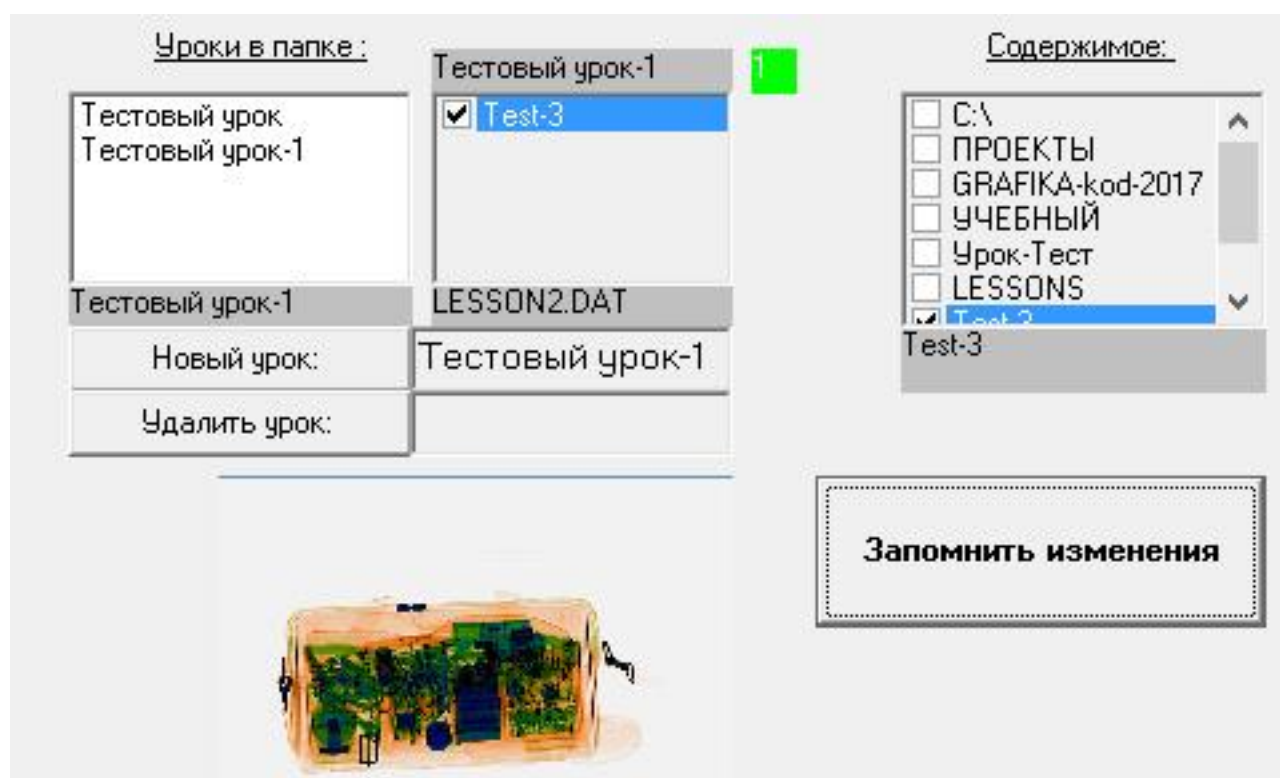 Уроки в папке :
Тестовый урок-1
1
Содержимое:
Тестовый урок
Тестовый урок-1
Test-3
C:\
ПРОЕКТЫ
GRAFIKA-kod-2017
УЧЕБНЫЙ
Урок-Тест
LESSONS
Test-3
Тестовый урок-1
LESSON2.DAT
Test-3
Новый урок:
Тестовый урок-1
Удалить урок:
Запомнить изменения